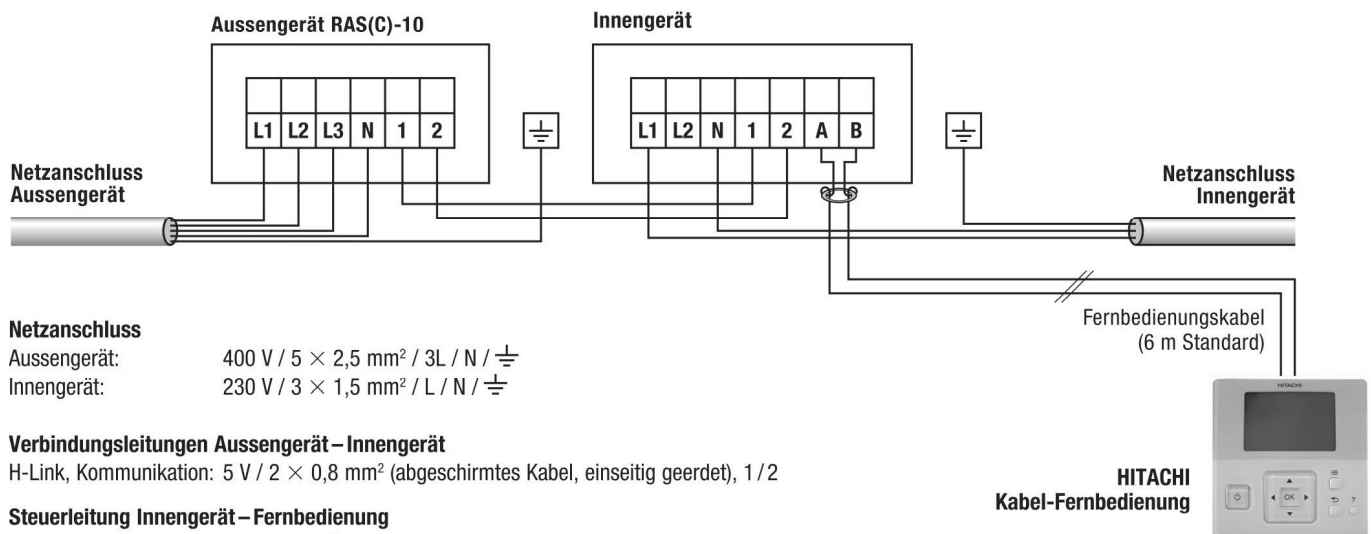 Aussengerät RAS(C)-10
Innengerät
L1 L2 L3 N 1 2
L1 L2 N 1 2 A B
Netzanschluss
Aussengerät
Netzanschluss
Innengerät
Fernbedienungskabel
(6 m Standard)
Netzanschluss
Aussengerät: 400 V / 5 × 2,5 mm² / 3L / N / ⏚
Innengerät: 230 V / 3 × 1,5 mm² / L / N / ⏚
Verbindungsleitungen Aussengerät – Innengerät
H-Link, Kommunikation: 5 V / 2 × 0,8 mm² (abgeschirmtes Kabel, einseitig geerdet), 1 / 2
Steuerleitung Innengerät – Fernbedienung
HITACHI
Kabel-Fernbedienung
HITACHI
OK
?